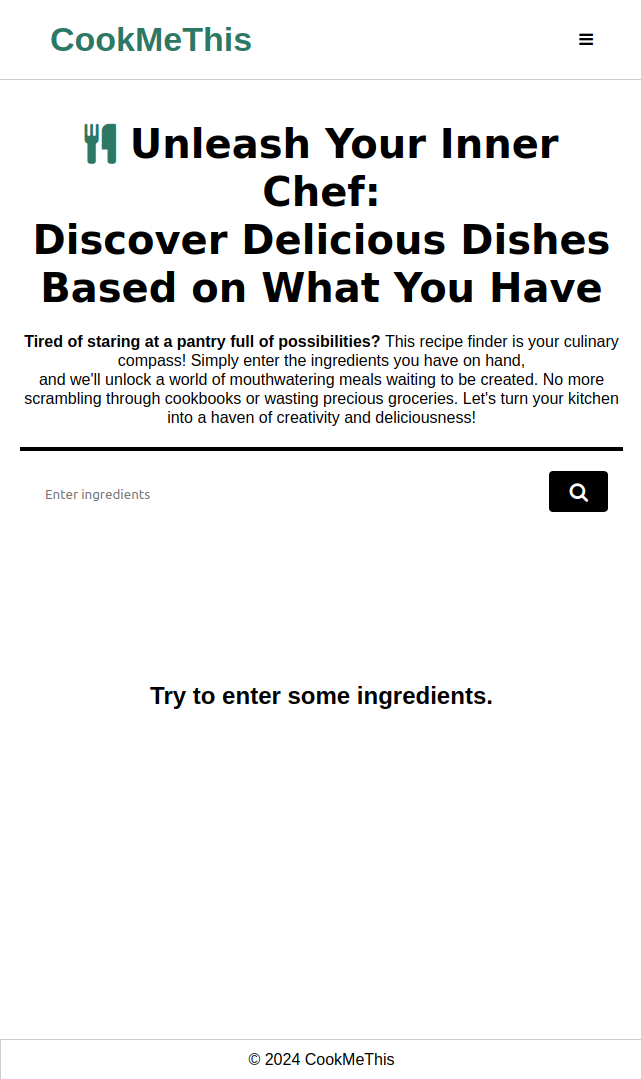 CookMeThis
Unleash Your Inner
Chef:
Discover Delicious Dishes
Based on What You Have
Tired of staring at a pantry full of possibilities? This recipe finder is your culinary
compass! Simply enter the ingredients you have on hand,
and we'll unlock a world of mouthwatering meals waiting to be created. No more
scrambling through cookbooks or wasting precious groceries. Let's turn your kitchen
into a haven of creativity and deliciousness!
Enter ingredients
Try to enter some ingredients.
© 2024 CookMeThis